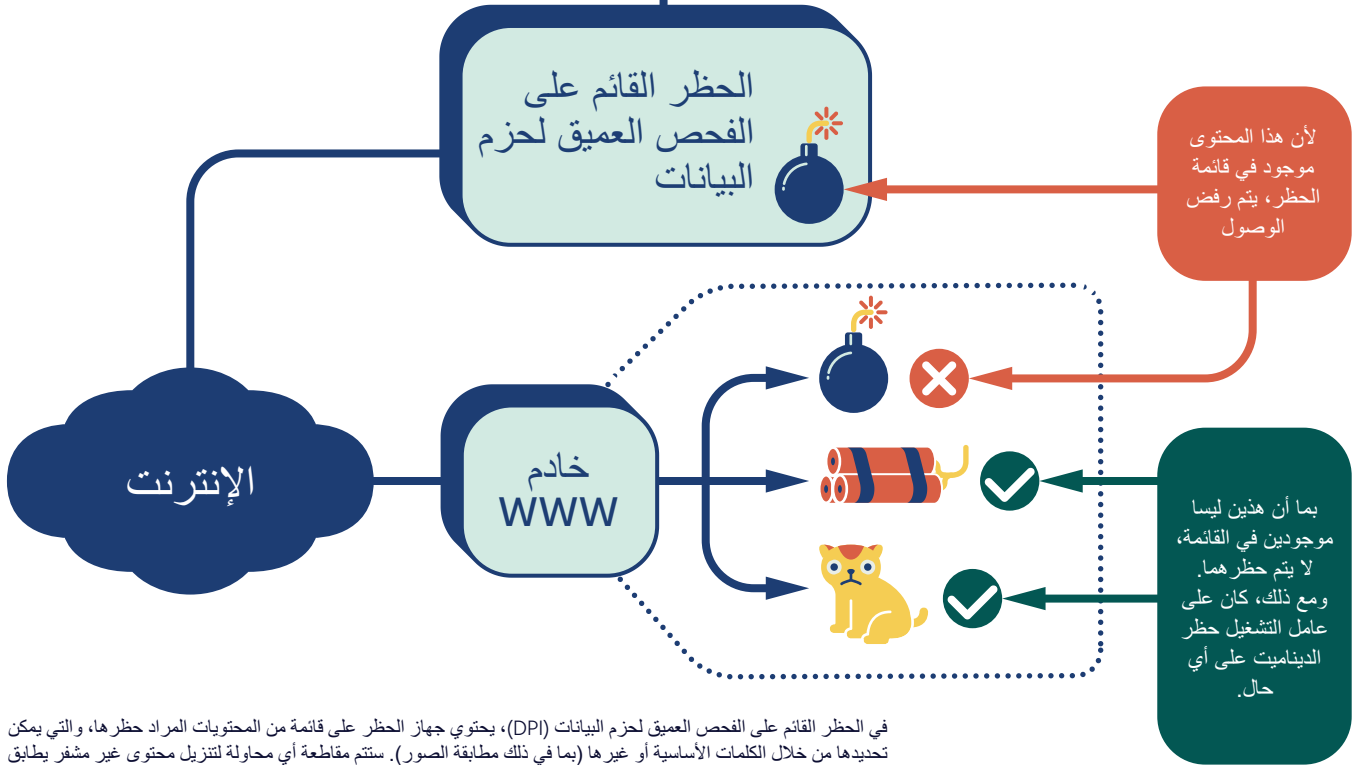 الحظر القائم على
الفحص العميق لحزم
البيانات
لأن هذا المحتوى
موجود في قائمة
الحظر، يتم رفض
الوصول
الإنترنت
خادم
WWW
بما أن هذين ليسا
موجودين في القائمة،
لا يتم حظرهما.
ومع ذلك، كان على
عامل التشغيل حظر
الديناميت على أي
حال.
في الحظر القائم على الفحص العميق لحزم البيانات (DPI)، يحتوي جهاز الحظر على قائمة من المحتويات المراد حظرها، والتي يمكن
تحديدها من خلال الكلمات الأساسية أو غيرها (بما في ذلك مطابقة الصور). ستتم مقاطعة أي محاولة لتنزيل محتوى غير مشفر يطابق